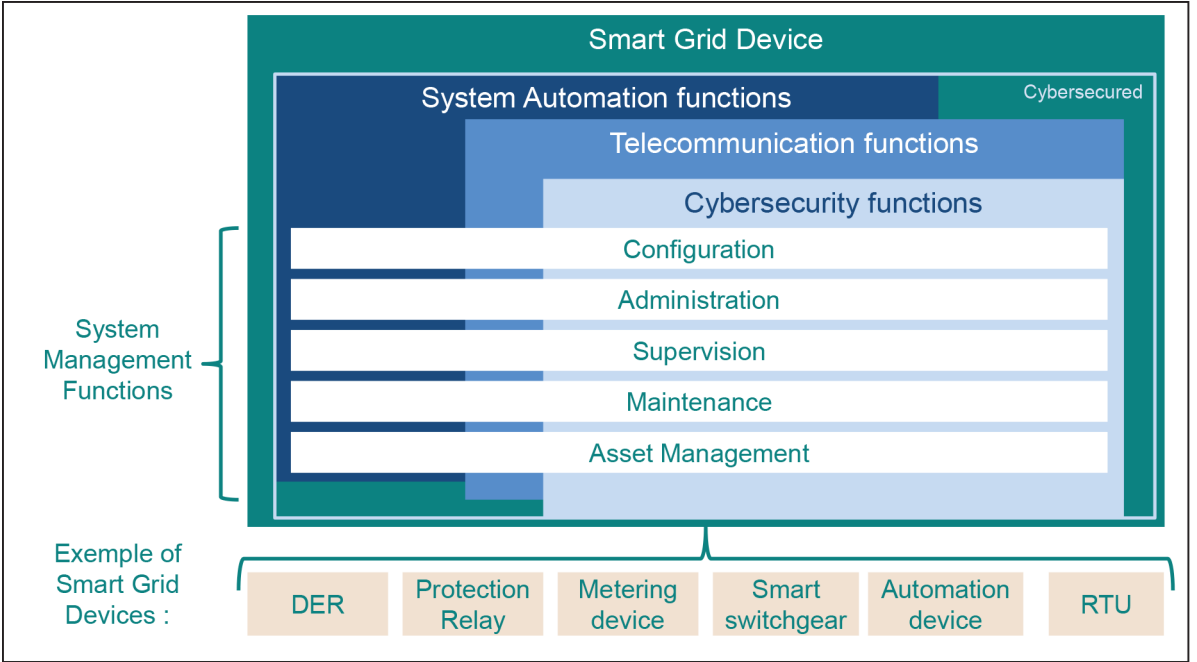 Smart Grid Device
System Automation functions
Cybersecured
Telecommunication functions
Cybersecurity functions
Configuration
Administration
Supervision
Maintenance
Asset Management
System
Management
Functions
Exemple of
Smart Grid
Devices :
DER
Protection
Relay
Metering
device
Smart
switchgear
Automation
device
RTU